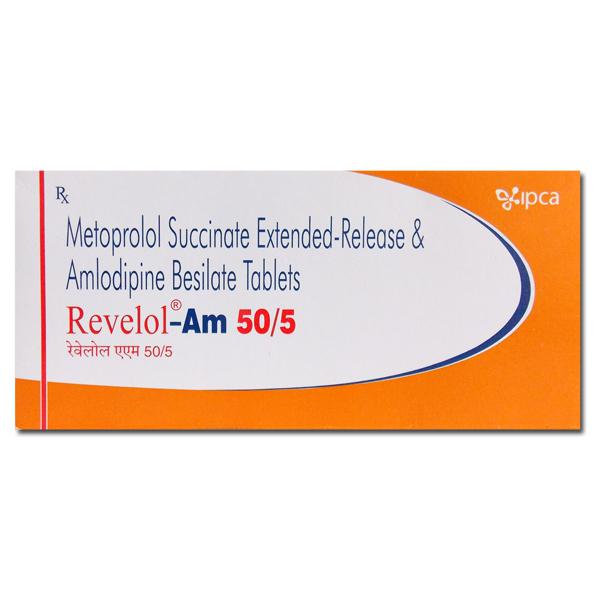 Rx
ipca
Metoprolol Succinate Extended-Release &
Amlodipine Besilate Tablets
Revelol®-Am 50/5
रेवेलोल एएम 50/5